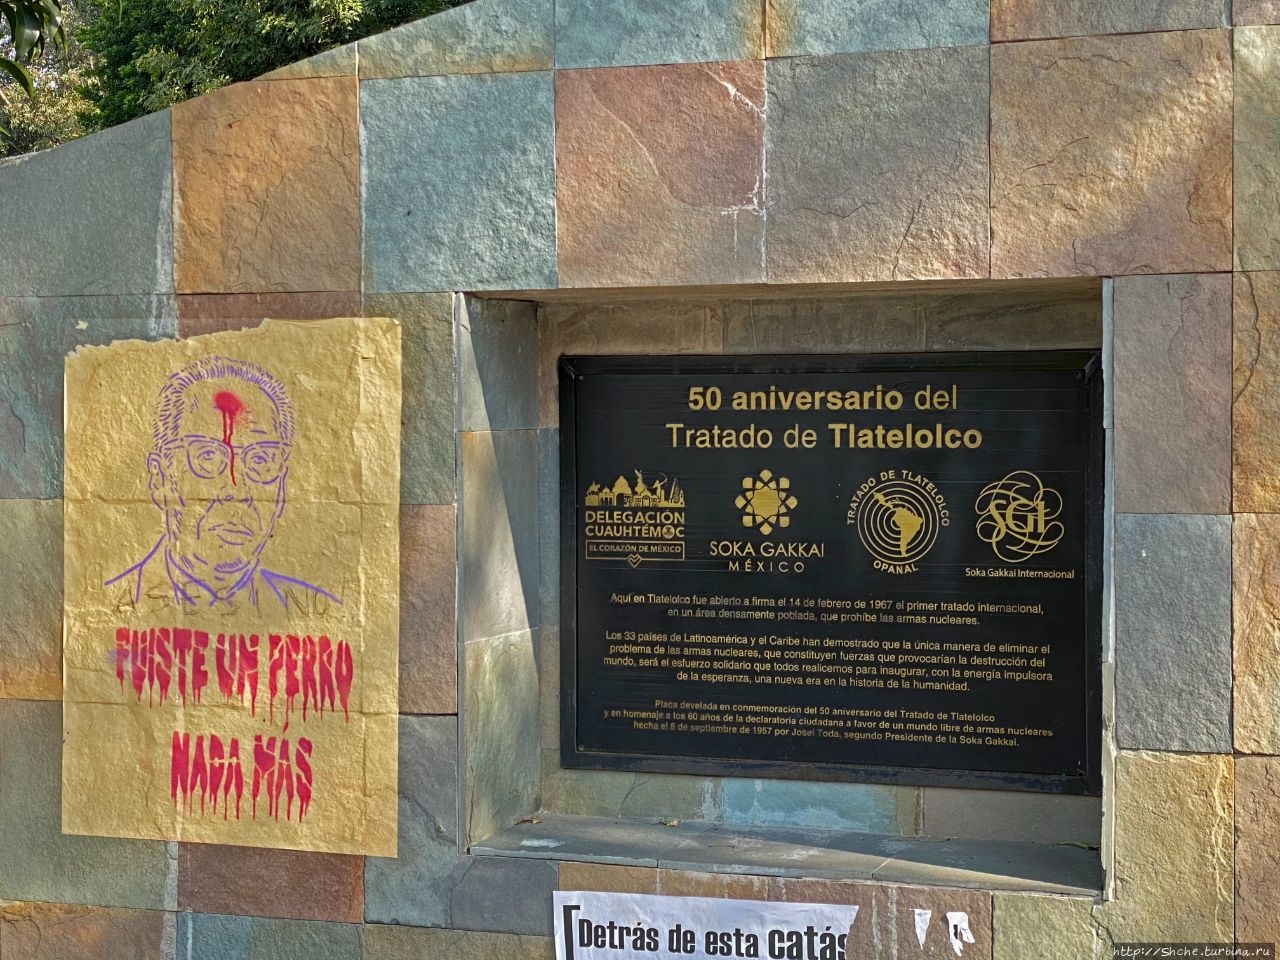 50 aniversario del
Tratado de Tlatelolco
DELEGACIÓN
CUAUHTÉMOC
EL CORAZÓN DE MÉXICO
SOKA GAKKAI
MÉXICO
TRATADO DE TLATELOLCO
OPANAL
SGI
Soka Gakkai Internacional
Aquí en Tlatelolco fue abierto a firma el 14 de febrero de 1967 el primer tratado internacional,
en un área densamente poblada, que prohíbe las armas nucleares.
Los 33 países de Latinoamérica y el Caribe han demostrado que la única manera de eliminar el
problema de las armas nucleares, que constituyen fuerzas que provocarían la destrucción del
mundo, será el esfuerzo solidario que todos realicemos para inaugurar, con la energía impulsora
de la esperanza, una nueva era en la historia de la humanidad.
Placa develada en conmemoración del 50 aniversario del Tratado de Tlatelolco
y en homenaje a los 60 años de la declaratoria ciudadana a favor de un mundo libre de armas nucleares
hecha el 8 de septiembre de 1957 por Josei Toda, segundo Presidente de la Soka Gakkai.
ASESINO
FUISTE UN PERRO
NADA MÁS
[Detrás de esta catás
http://Shche.turbina.ru